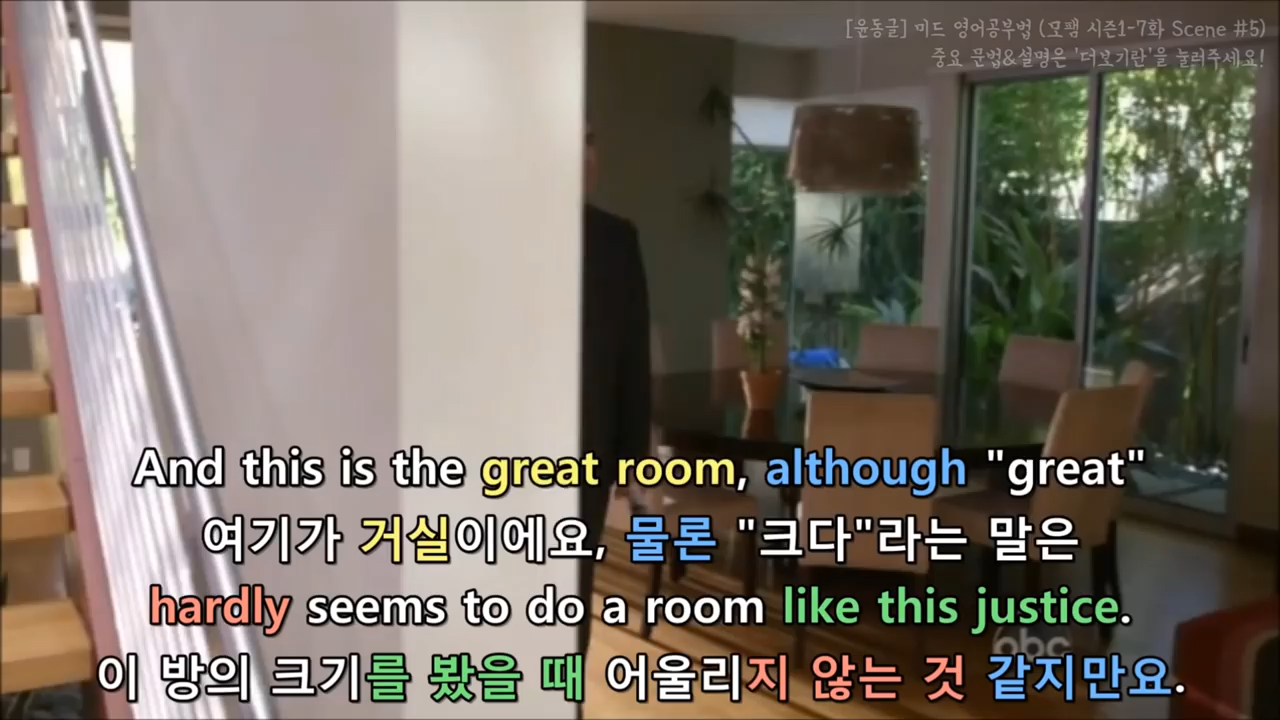 [윤동글] 미드 영어공부법 (모팸 시즌1-7화 Scene #5)
중요 문법&설명은 '더보기란'을 눌러주세요!
And this is the great room, although "great"
여기가 거실이에요, 물론 "크다"라는 말은
hardly seems to do a room like this justice.
abc
이 방의 크기를 봤을 때 어울리지 않는 것 같지만요.